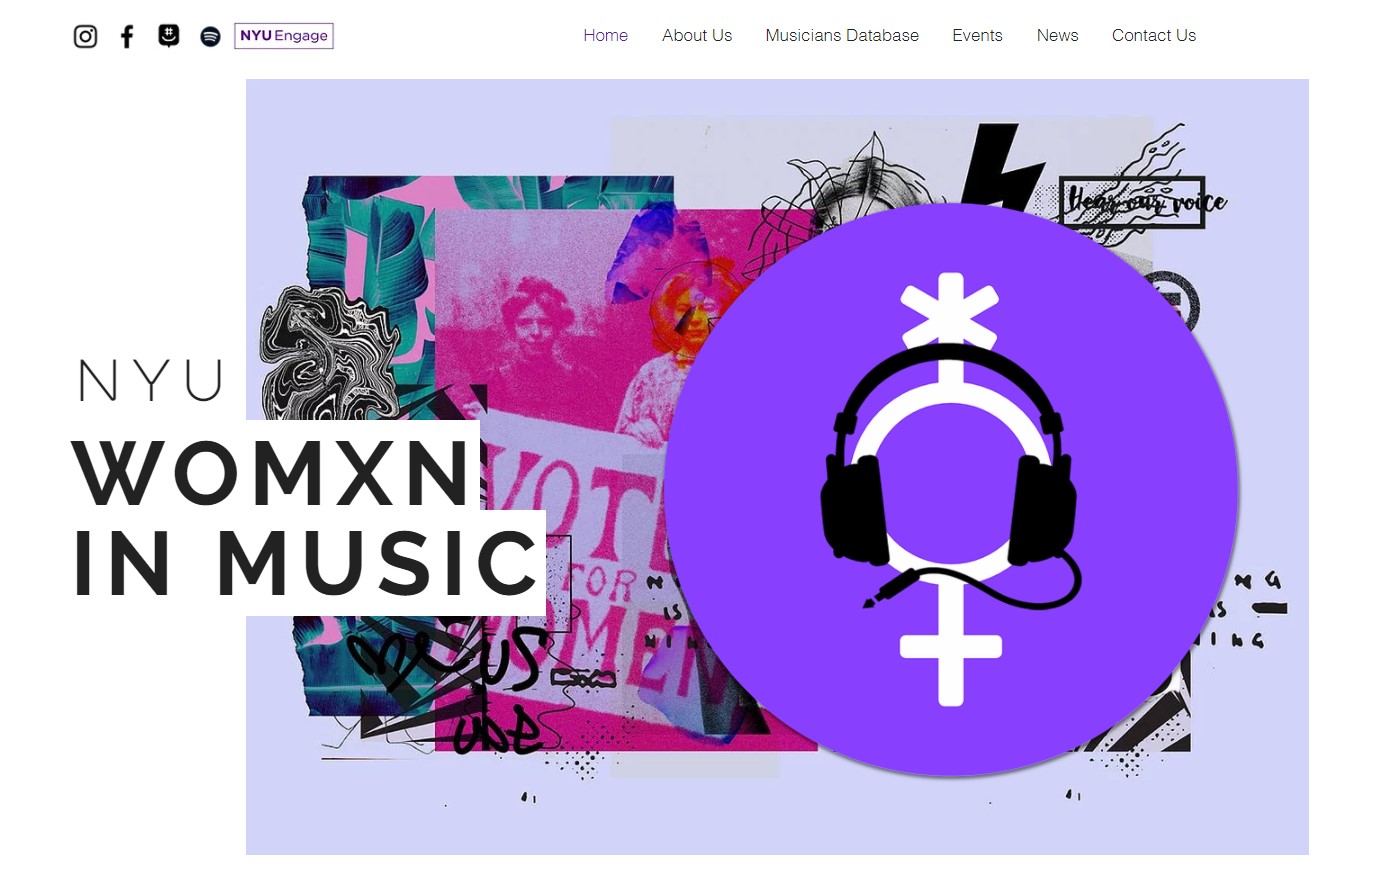 NYU Engage
Home About Us Musicians Database Events News Contact Us
Hear our voice
NYU
WOMXN
IN MUSIC
VOTE
FOR
WOMEN
US